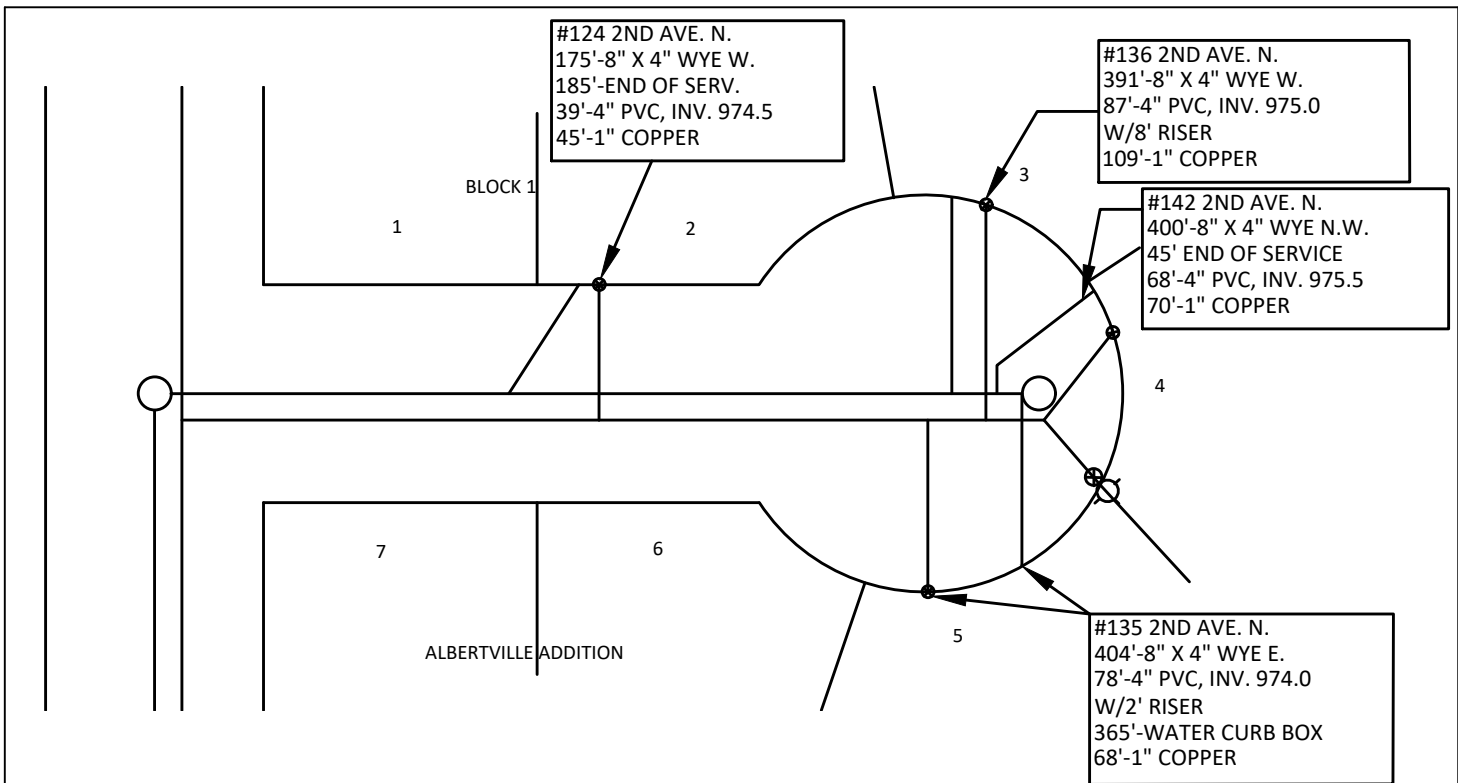 #124 2ND AVE. N.
175'-8" X 4" WYE W.
185'-END OF SERV.
39'-4" PVC, INV. 974.5
45'-1" COPPER
#136 2ND AVE. N.
391'-8" X 4" WYE W.
87'-4" PVC, INV. 975.0
W/8' RISER
109'-1" COPPER
#142 2ND AVE. N.
400'-8" X 4" WYE N.W.
45' END OF SERVICE
68'-4" PVC, INV. 975.5
70'-1" COPPER
BLOCK 1
1
2
3
4
7
6
5
ALBERTVILLE ADDITION
#135 2ND AVE. N.
404'-8" X 4" WYE E.
78'-4" PVC, INV. 974.0
W/2' RISER
365'-WATER CURB BOX
68'-1" COPPER